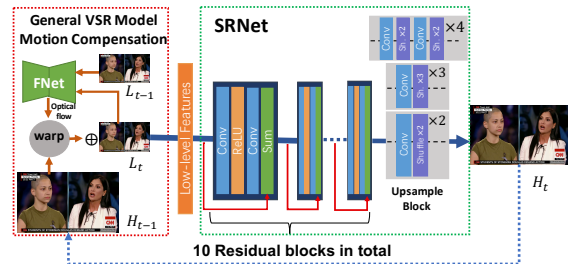 General VSR Model
Motion Compensation
FNet
L_{t-1}
Optical
flow
warp
⊕
L_t
H_{t-1}
Low-level Features
SRNet
Conv
ReLU
Conv
Sum
Conv
Sh. ×2
Conv
Sh. ×2
×4
Conv
Sh. ×3
×3
Conv
Shuffle ×2
×2
Upsample
Block
H_t
10 Residual blocks in total
CNN